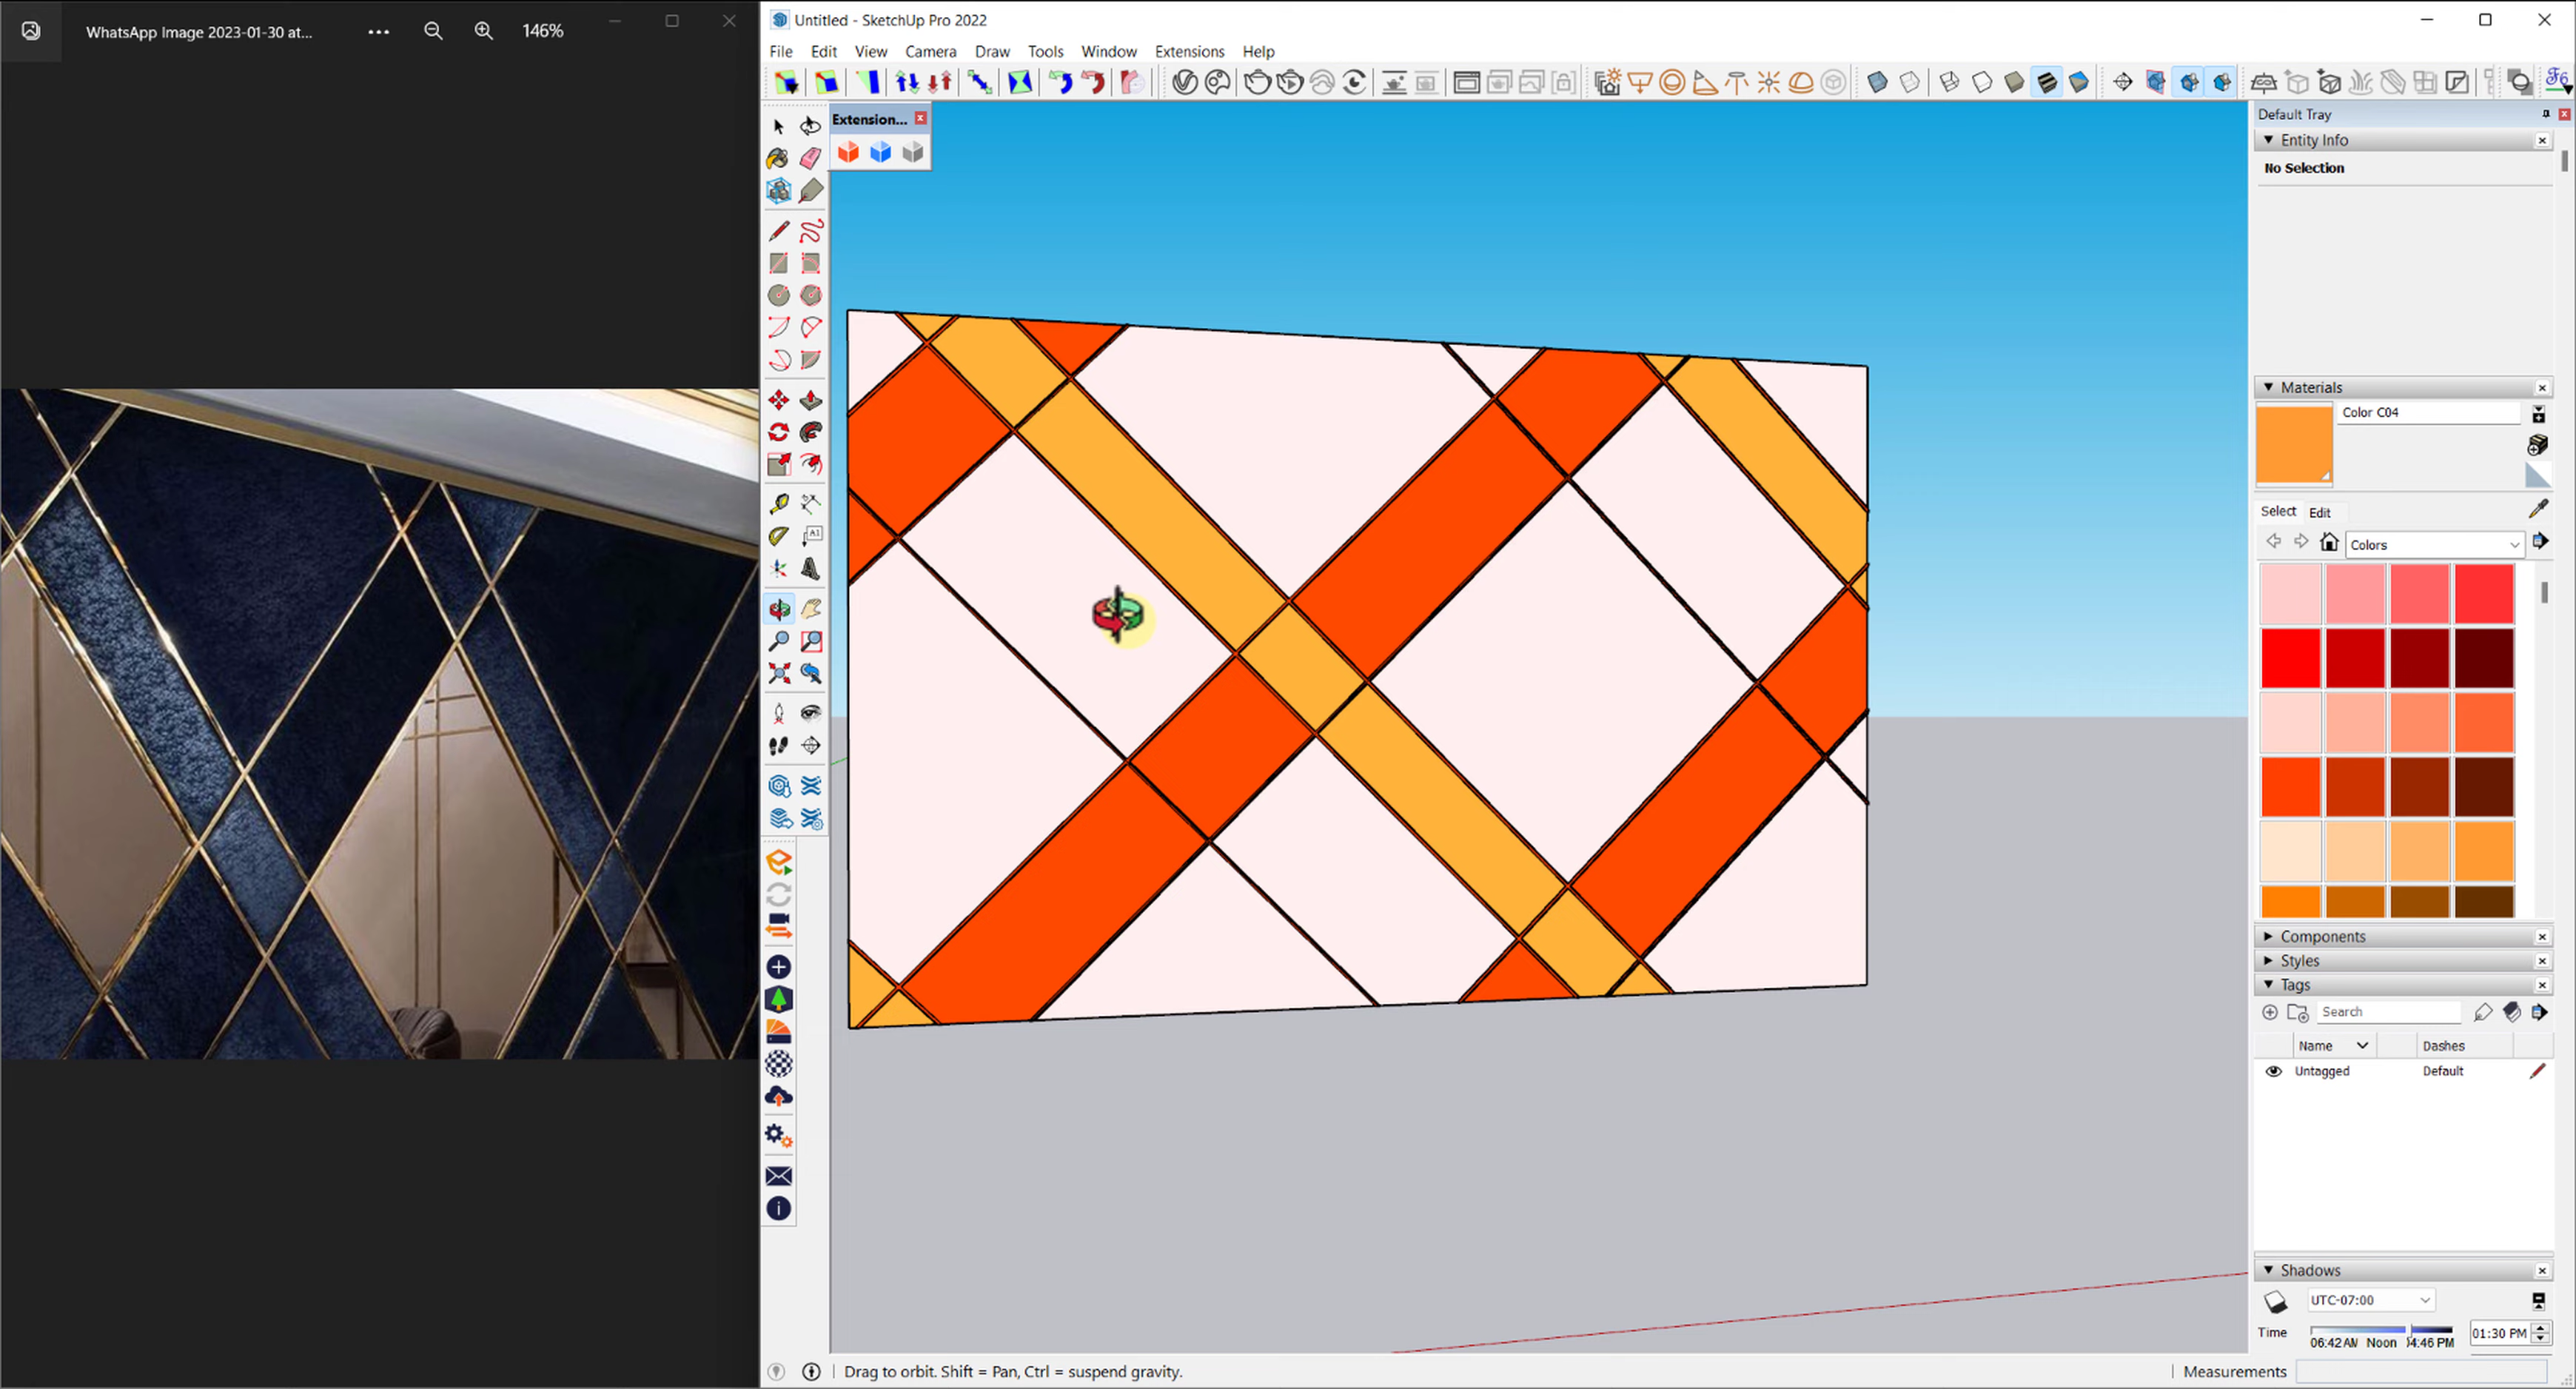 WhatsApp Image 2023-01-30 at...
146%
Untitled - SketchUp Pro 2022
File Edit View Camera Draw Tools Window Extensions Help
Extension...
Default Tray
Entity Info
No Selection
Materials
Color C04
Select Edit
Colors
Components
Styles
Tags
Search
Name Dashes
Untagged Default
Shadows
UTC-07:00
Time
01:30 PM
06:42 AM Noon
4:46 PM
Drag to orbit. Shift = Pan, Ctrl = suspend gravity.
Measurements